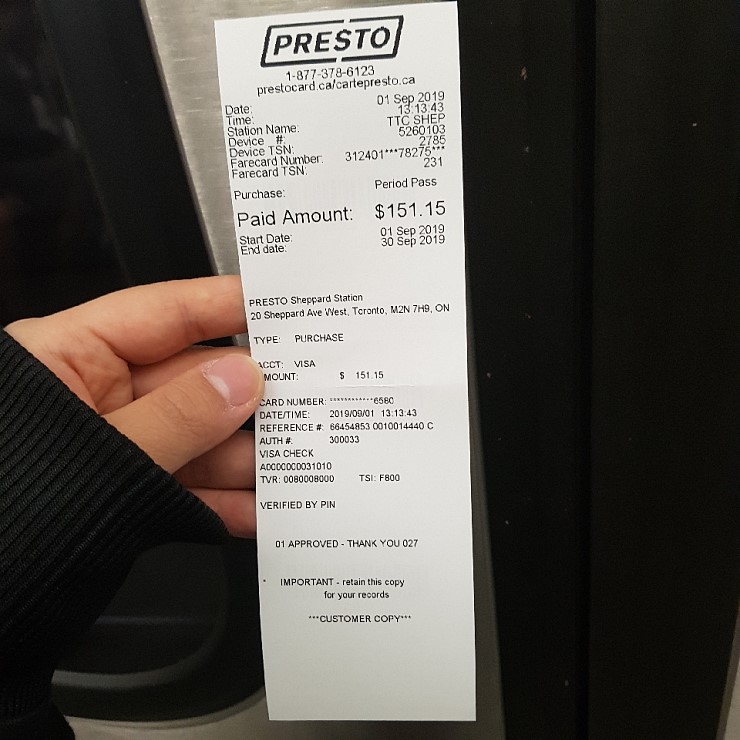 PRESTO
1-877-378-6123
prestocard.ca/cartepresto.ca
Date: 01 Sep 2019
Time: 13:13:43
Station Name: TTC SHEP
Device #: 5260103
Device TSN: 2785
Farecard Number: 312401***78275***
Farecard TSN: 231
Purchase: Period Pass
Paid Amount: $151.15
Start Date: 01 Sep 2019
End date: 30 Sep 2019
PRESTO Sheppard Station
20 Sheppard Ave West, Toronto, M2N 7H9, ON
TYPE: PURCHASE
ACCT: VISA
MOUNT: $ 151.15
CARD NUMBER: ************6580
DATE/TIME: 2019/09/01 13:13:43
REFERENCE #: 66454853 0010014440 C
AUTH #: 300033
VISA CHECK
A0000000031010
TVR: 0080008000 TSI: F800
VERIFIED BY PIN
01 APPROVED - THANK YOU 027
IMPORTANT - retain this copy
for your records
***CUSTOMER COPY***